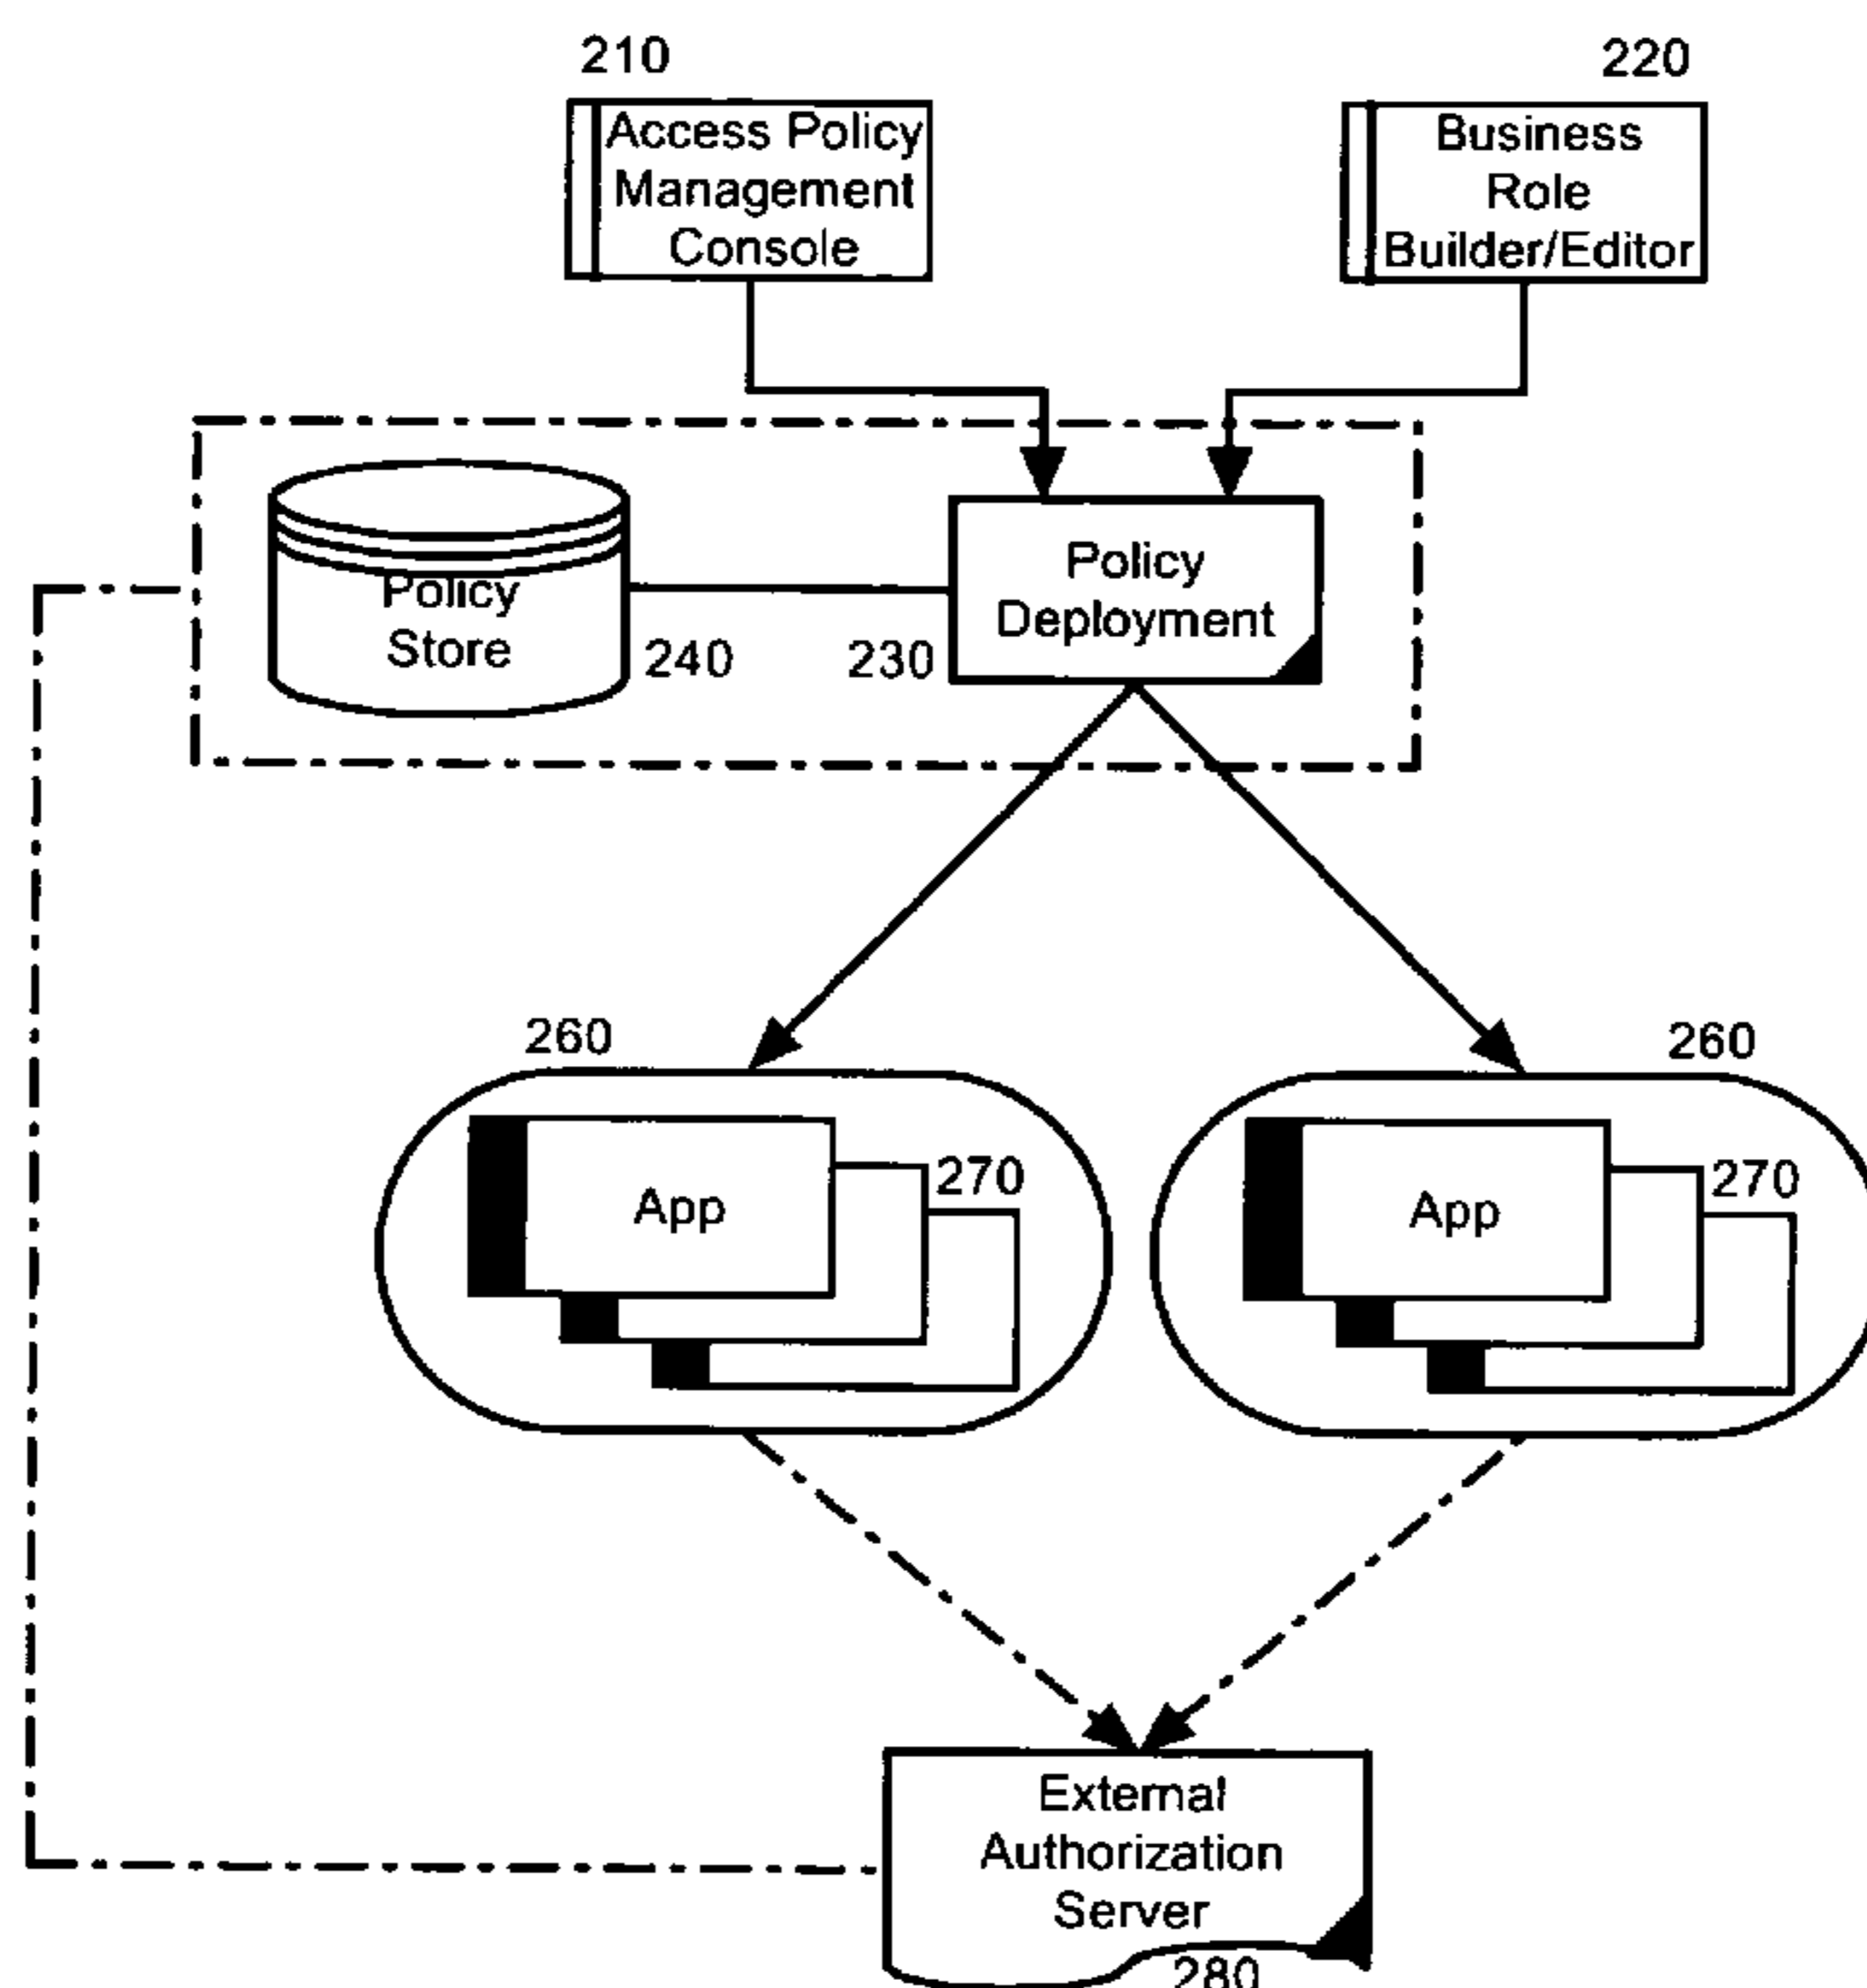 210
220
Access Policy
Management
Console
Business
Role
Builder/Editor
Policy
Store
240
230
Policy
Deployment
260
260
App
270
App
270
External
Authorization
Server
280